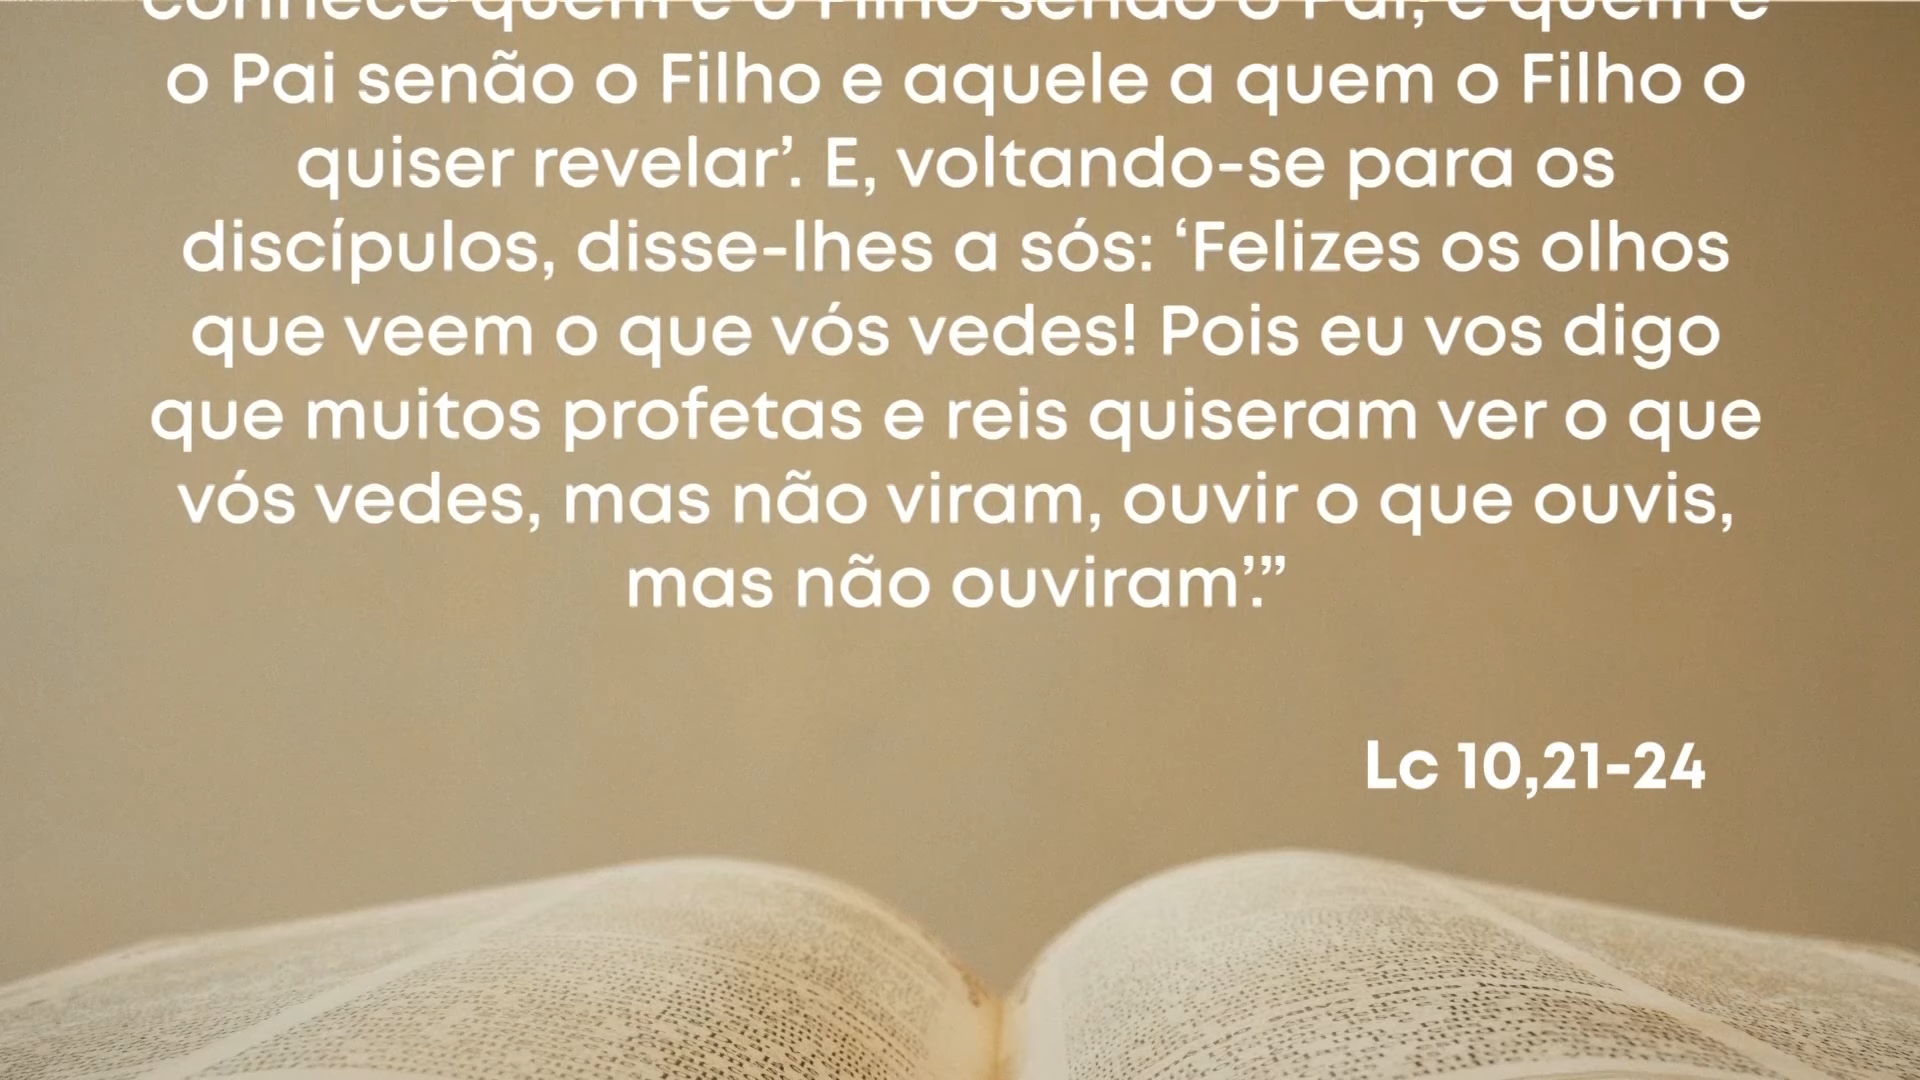 conhece quem é o Filho senão o Pai; e quem é
o Pai senão o Filho e aquele a quem o Filho o
quiser revelar’. E, voltando-se para os
discípulos, disse-lhes a sós: ‘Felizes os olhos
que veem o que vós vedes! Pois eu vos digo
que muitos profetas e reis quiseram ver o que
vós vedes, mas não viram, ouvir o que ouvis,
mas não ouviram’.”
Lc 10,21-24